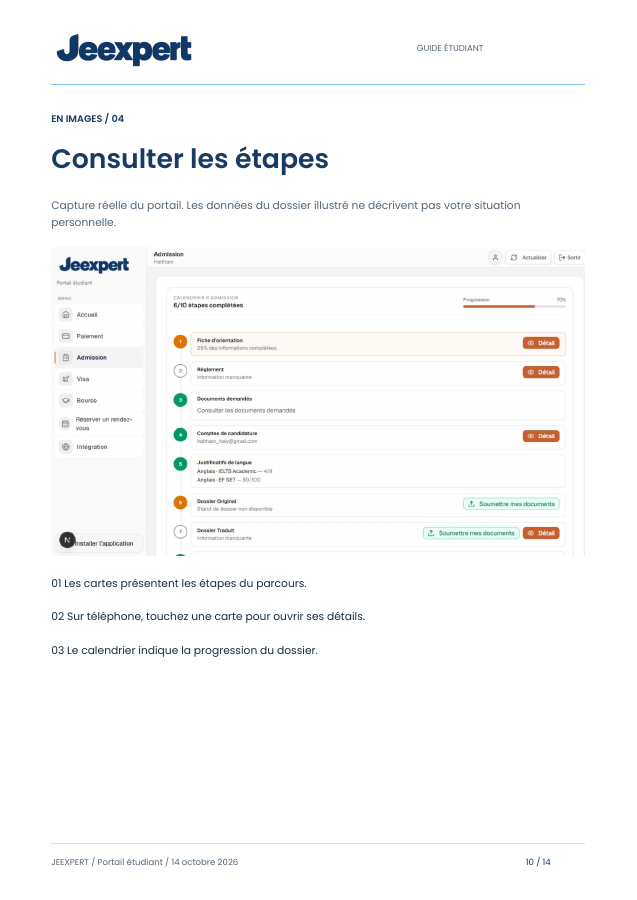 Jeexpert
GUIDE ÉTUDIANT
EN IMAGES / 04
Consulter les étapes
Capture réelle du portail. Les données du dossier illustré ne décrivent pas votre situation
personnelle.
Jeexpert
Portail étudiant
MENU
Accueil
Paiement
Admission
Visa
Bourse
Réserver un rendez-
vous
Intégration
N
Installer l'application
Admission
Haitham
Actualiser
Sortir
CALENDRIER D'ADMISSION
6/10 étapes complétées
Progression 70%
1
Fiche d'orientation
25% des informations complétées
Détail
2
Règlement
Information manquante
Détail
3
Documents demandés
Consulter les documents demandés
4
Comptes de candidature
haitham_italy@gmail.com
Détail
5
Justificatifs de langue
Anglais · IELTS Academic — 4/9
Anglais · EF SET — 60/100
6
Dossier Original
Statut de dossier non disponible
Soumettre mes documents
7
Dossier Traduit
Information manquante
Soumettre mes documents
Détail
01 Les cartes présentent les étapes du parcours.
02 Sur téléphone, touchez une carte pour ouvrir ses détails.
03 Le calendrier indique la progression du dossier.
JEEXPERT / Portail étudiant / 14 octobre 2026
10 / 14